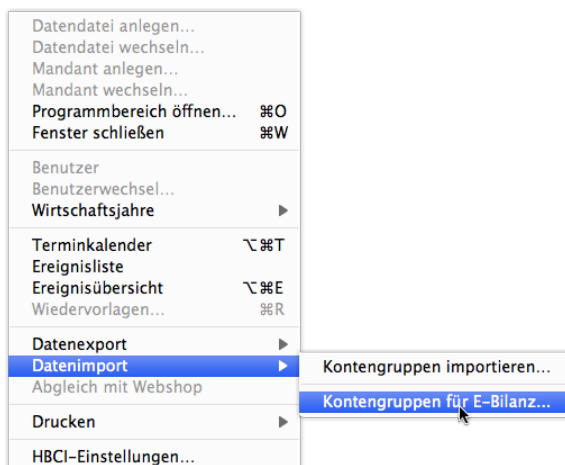 Datendatei anlegen...
Datendatei wechseln...
Mandant anlegen...
Mandant wechseln...
Programmbereich öffnen... ⌘O
Fenster schließen ⌘W
Benutzer
Benutzerwechsel...
Wirtschaftsjahre
Terminkalender ⌥⌘T
Ereignisliste
Ereignisübersicht ⌥⌘E
Wiedervorlagen... ⌘R
Datenexport
Datenimport
Kontengruppen importieren...
Abgleich mit Webshop
Kontengruppen für E-Bilanz...
Drucken
HBCI-Einstellungen...